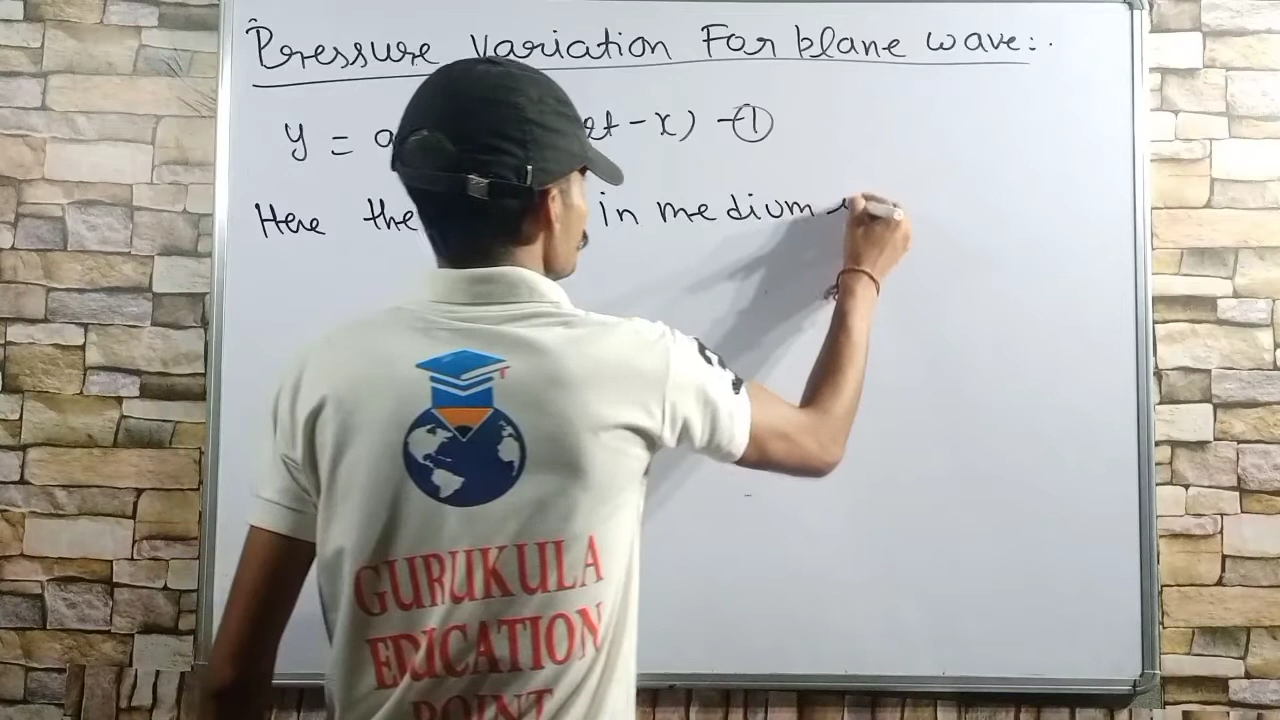 Pressure variation For plane wave:.
y = a t - x) -①
Here the in medium
GURUKULA
EDUCATION
POINT